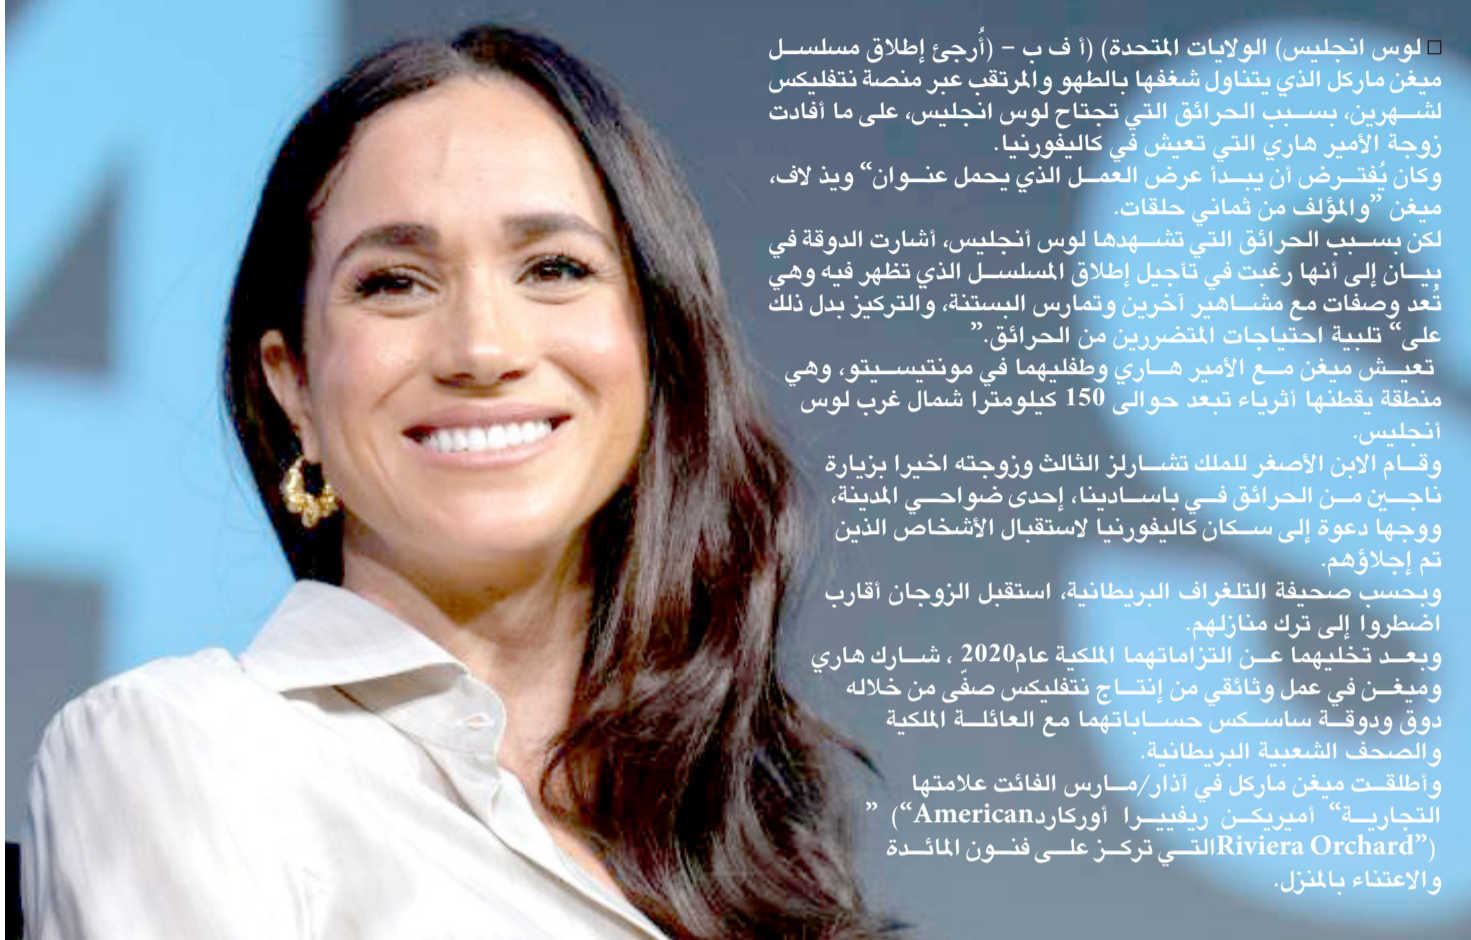 □ لوس انجليس) الولايات المتحدة) (أ ف ب – (أُرجئ إطلاق مسلسل
ميغن ماركل الذي يتناول شغفها بالطهو والمرتقب عبر منصة نتفليكس
لشهرين، بسبب الحرائق التي تجتاح لوس انجليس، على ما أفادت
زوجة الأمير هاري التي تعيش في كاليفورنيا.
وكان يُفترض أن يبدأ عرض العمل الذي يحمل عنوان“ ويذ لاف،
ميغن ”والمؤلف من ثماني حلقات.
لكن بسبب الحرائق التي تشهدها لوس أنجليس، أشارت الدوقة في
بيان إلى أنها رغبت في تأجيل إطلاق المسلسل الذي تظهر فيه وهي
تُعد وصفات مع مشاهير آخرين وتمارس البستنة، والتركيز بدل ذلك
على“ تلبية احتياجات المتضررين من الحرائق.”
تعيش ميغن مع الأمير هاري وطفليهما في مونتيسيتو، وهي
منطقة يقطنها أثرياء تبعد حوالى 150 كيلومترا شمال غرب لوس
أنجليس.
وقام الابن الأصغر للملك تشارلز الثالث وزوجته اخيرا بزيارة
ناجين من الحرائق في باسادينا، إحدى ضواحي المدينة،
ووجها دعوة إلى سكان كاليفورنيا لاستقبال الأشخاص الذين
تم إجلاؤهم.
وبحسب صحيفة التلغراف البريطانية، استقبل الزوجان أقارب
اضطروا إلى ترك منازلهم.
وبعد تخليهما عن التزاماتهما الملكية عام2020 ، شارك هاري
وميغن في عمل وثائقي من إنتاج نتفليكس صفّى من خلاله
دوق ودوقة ساسكس حساباتهما مع العائلة الملكية
والصحف الشعبية البريطانية.
وأطلقت ميغن ماركل في آذار/مارس الفائت علامتها
التجارية“ أميريكن ريفييرا أوركاردAmerican“) ”
(”Riviera Orchardالتي تركز على فنون المائدة
والاعتناء بالمنزل.